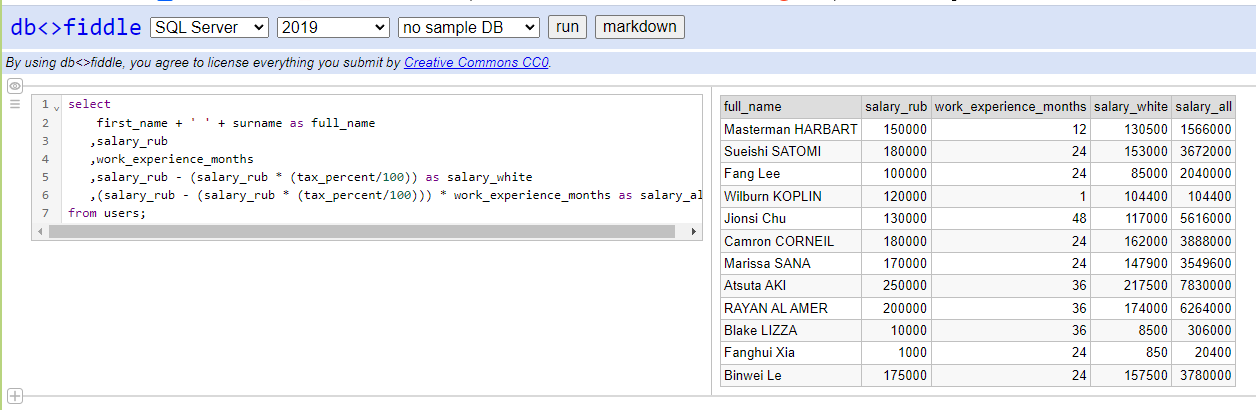 db<>fiddle SQL Server 2019 no sample DB run markdown
By using db<>fiddle, you agree to license everything you submit by Creative Commons CC0.
1 select
2 first_name + ' ' + surname as full_name
3 ,salary_rub
4 ,work_experience_months
5 ,salary_rub - (salary_rub * (tax_percent/100)) as salary_white
6 ,(salary_rub - (salary_rub * (tax_percent/100))) * work_experience_months as salary_al
7 from users;
full_name salary_rub work_experience_months salary_white salary_all
Masterman HARBART 150000 12 130500 1566000
Sueishi SATOMI 180000 24 153000 3672000
Fang Lee 100000 24 85000 2040000
Wilburn KOPLIN 120000 1 104400 104400
Jionsi Chu 130000 48 117000 5616000
Camron CORNEIL 180000 24 162000 3888000
Marissa SANA 170000 24 147900 3549600
Atsuta AKI 250000 36 217500 7830000
RAYAN AL AMER 200000 36 174000 6264000
Blake LIZZA 10000 36 8500 306000
Fanghui Xia 1000 24 850 20400
Binwei Le 175000 24 157500 3780000